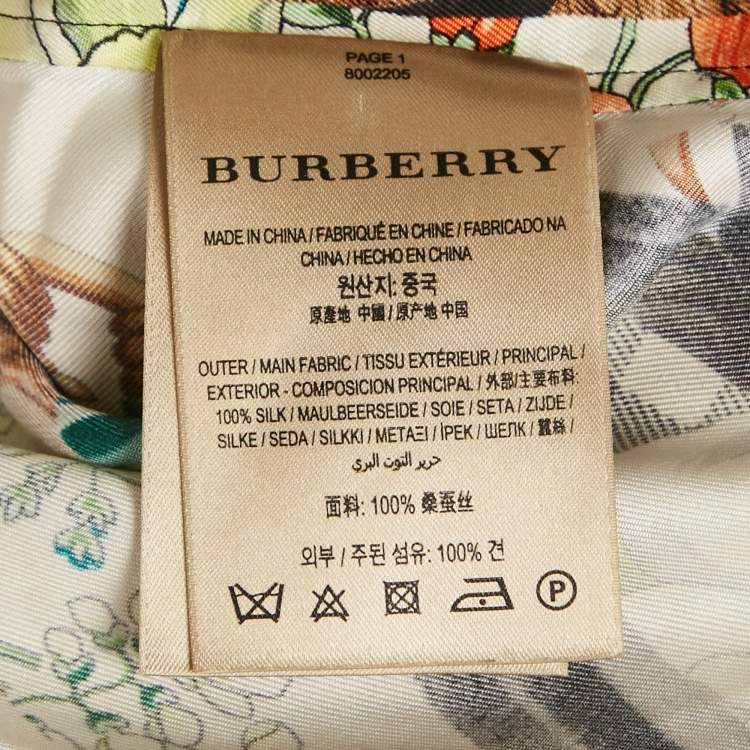 PAGE 1
8002205
BURBERRY
MADE IN CHINA / FABRIQUÉ EN CHINE / FABRICADO NA
CHINA / HECHO EN CHINA
원산지: 중국
原產地 中國 / 原产地 中国
OUTER / MAIN FABRIC / TISSU EXTÉRIEUR / PRINCIPAL /
EXTERIOR - COMPOSICION PRINCIPAL / 外部/主要布料:
100% SILK / MAULBEERSEIDE / SOIE / SETA / ZIJDE /
SILKE / SEDA / SILKKI / ΜΕΤΑΞΙ / İPEK / ШЕЛК / 蠶絲 /
حرير التوت البري /
面料: 100% 桑蚕丝
외부 / 주된 섬유: 100% 견
P